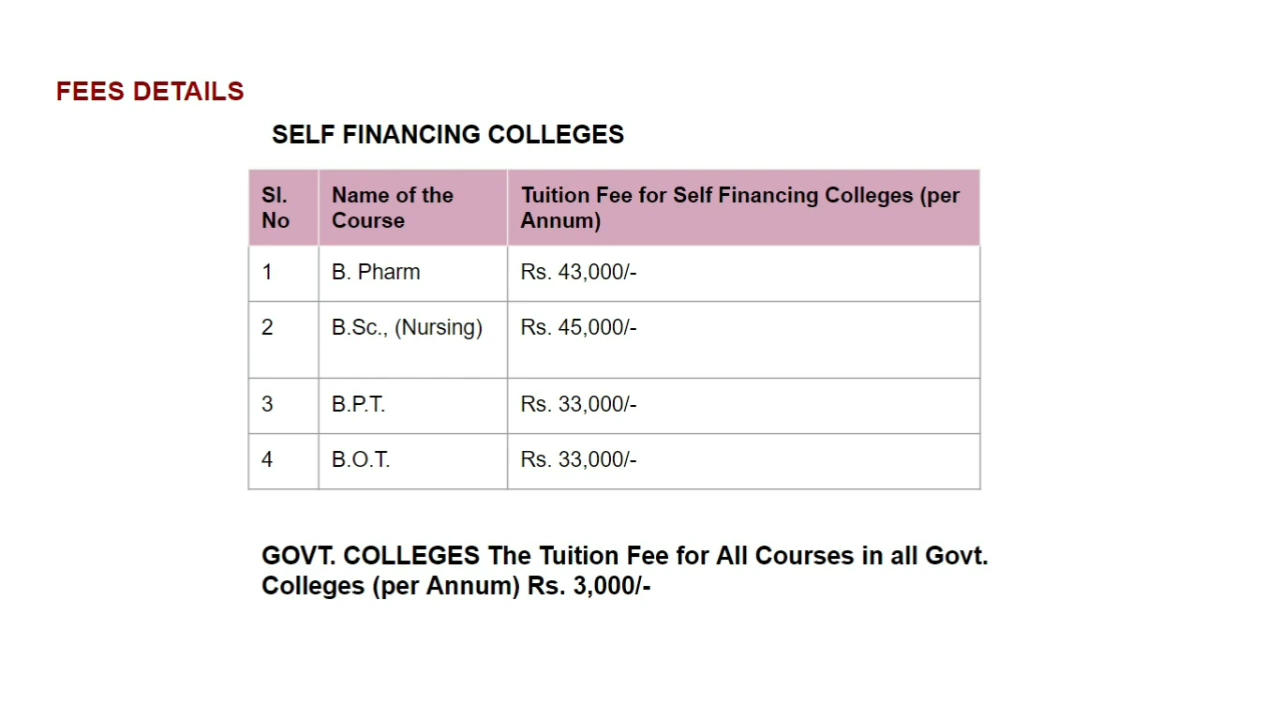 FEES DETAILS
SELF FINANCING COLLEGES
Sl. No | Name of the Course | Tuition Fee for Self Financing Colleges (per Annum)
1 | B. Pharm | Rs. 43,000/-
2 | B.Sc., (Nursing) | Rs. 45,000/-
3 | B.P.T. | Rs. 33,000/-
4 | B.O.T. | Rs. 33,000/-
GOVT. COLLEGES The Tuition Fee for All Courses in all Govt.
Colleges (per Annum) Rs. 3,000/-